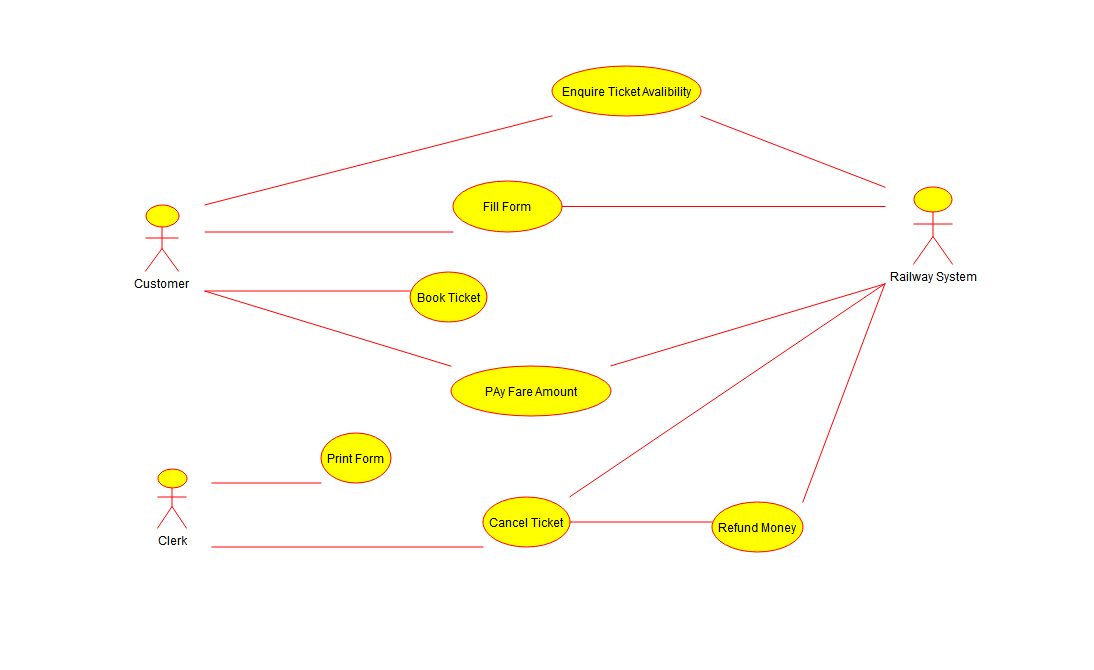 Enquire Ticket Avalibility
Fill Form
Customer
Railway System
Book Ticket
PAy Fare Amount
Print Form
Cancel Ticket
Refund Money
Clerk